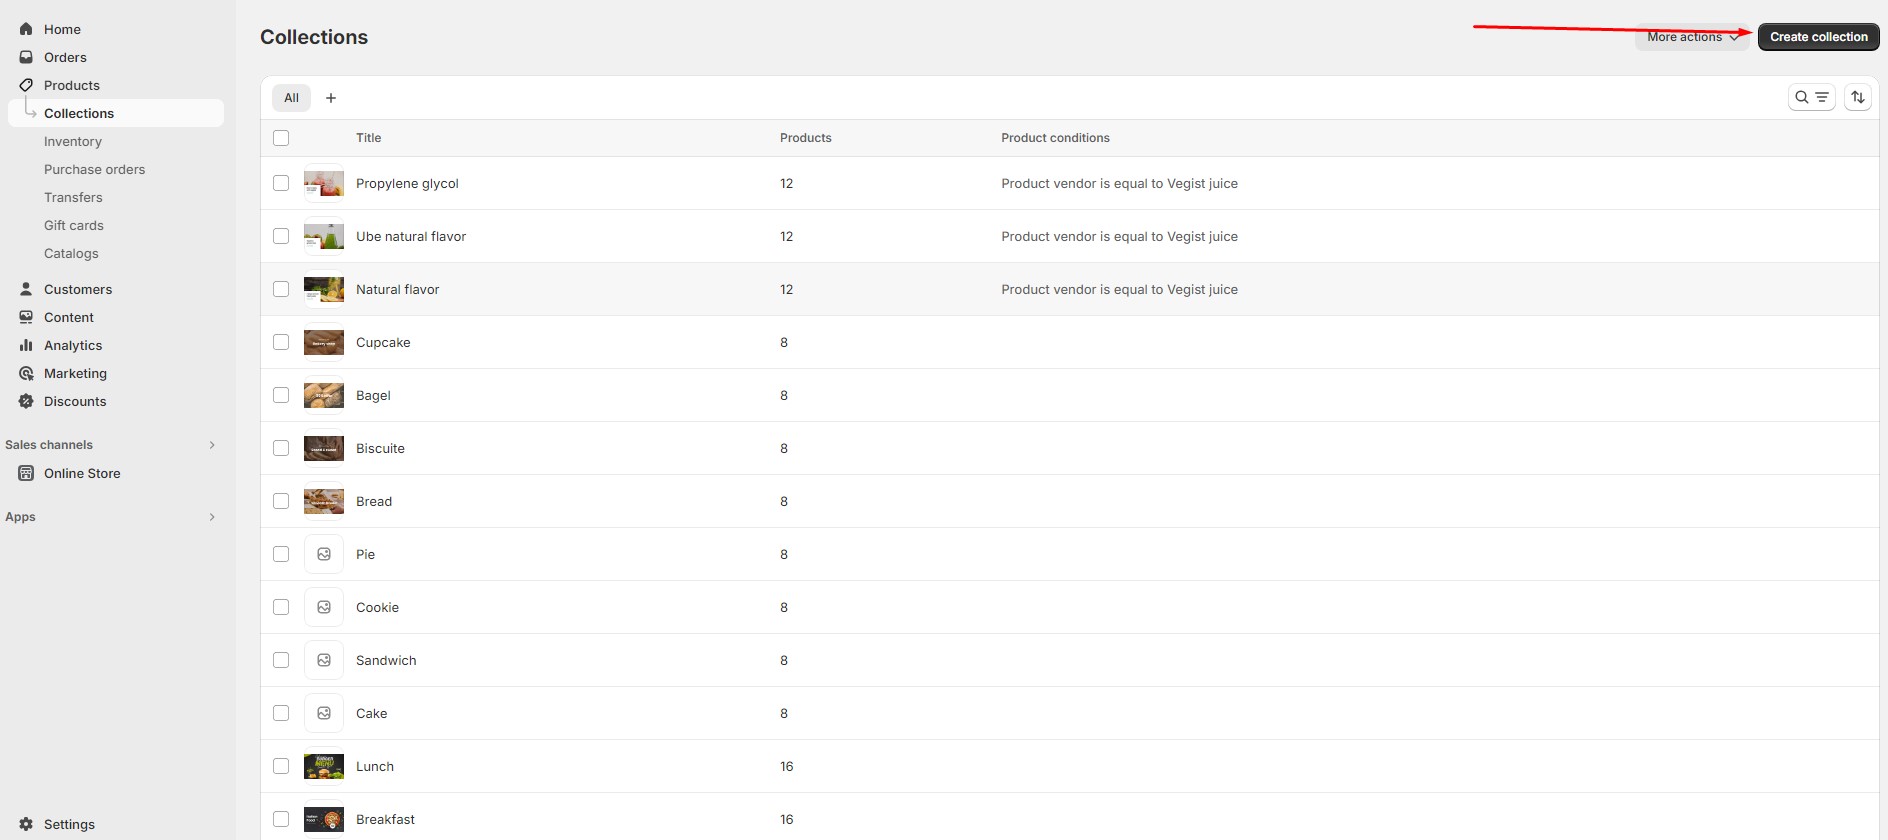 Home
Orders
Products
Collections
Inventory
Purchase orders
Transfers
Gift cards
Catalogs
Customers
Content
Analytics
Marketing
Discounts
Sales channels
Online Store
Apps
Settings
Collections
More actions
Create collection
All +
Title Products Product conditions
Propylene glycol 12 Product vendor is equal to Vegist juice
Ube natural flavor 12 Product vendor is equal to Vegist juice
Natural flavor 12 Product vendor is equal to Vegist juice
Cupcake 8
Bagel 8
Biscuite 8
Bread 8
Pie 8
Cookie 8
Sandwich 8
Cake 8
Lunch 16
Breakfast 16